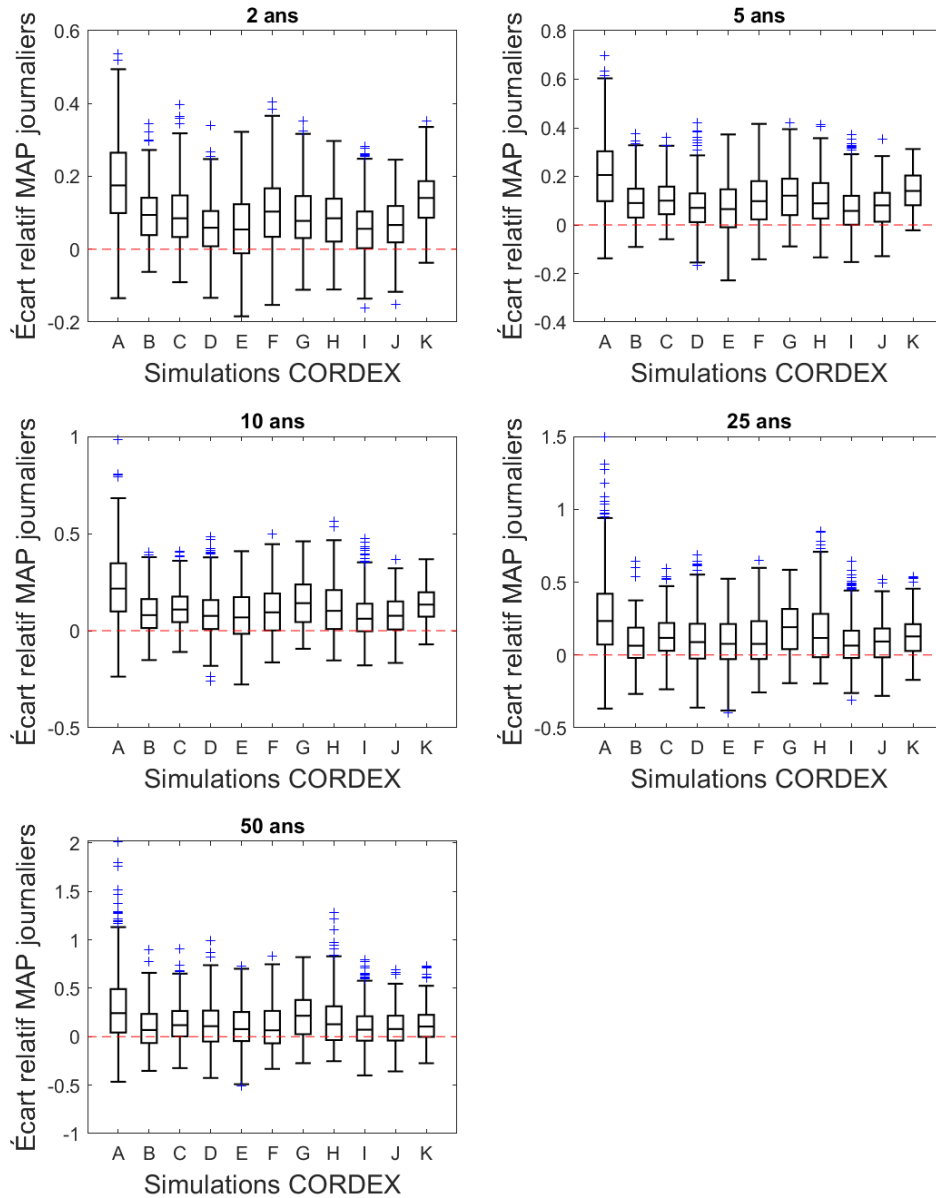 2 ans
Écart relatif MAP journaliers
0.6
0.4
0.2
0
-0.2
A B C D E F G H I J K
Simulations CORDEX
5 ans
Écart relatif MAP journaliers
0.8
0.6
0.4
0.2
0
-0.2
-0.4
A B C D E F G H I J K
Simulations CORDEX
10 ans
Écart relatif MAP journaliers
1
0.5
0
-0.5
A B C D E F G H I J K
Simulations CORDEX
25 ans
Écart relatif MAP journaliers
1.5
1
0.5
0
-0.5
A B C D E F G H I J K
Simulations CORDEX
50 ans
Écart relatif MAP journaliers
2
1.5
1
0.5
0
-0.5
-1
A B C D E F G H I J K
Simulations CORDEX